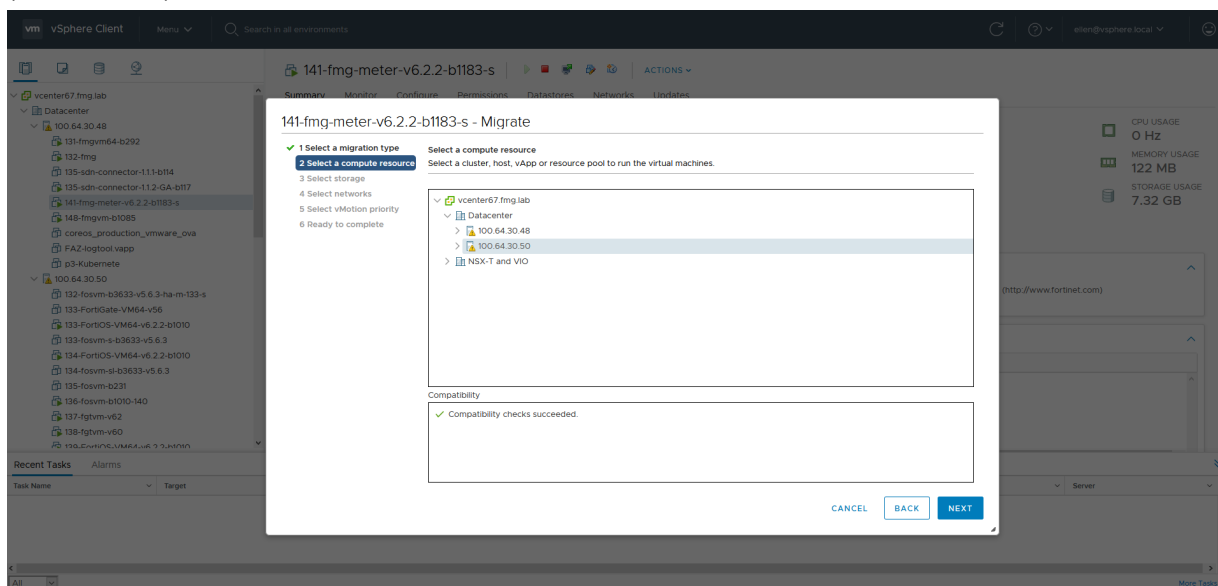 vm vSphere Client Menu Search in all environments ellen@vsphere.local
141-fmg-meter-v6.2.2-b1183-s ACTIONS
Summary Monitor Configure Permissions Datastores Networks Updates
vcenter67.fmg.lab
Datacenter
100.64.30.48
131-fmgvm64-b292
132-fmg
135-sdn-connector-1.1.1-b114
135-sdn-connector-1.1.2-GA-b117
141-fmg-meter-v6.2.2-b1183-s
148-fmgvm-b1085
coreos_production_vmware_ova
FAZ-logtool.vapp
p3-Kubernete
100.64.30.50
132-fosvm-b3633-v5.6.3-ha-m-133-s
133-FortiGate-VM64-v56
133-FortiOS-VM64-v6.2.2-b1010
133-fosvm-s-b3633-v5.6.3
134-FortiOS-VM64-v6.2.2-b1010
134-fosvm-sl-b3633-v5.6.3
135-fosvm-b231
136-fosvm-b1010-140
137-fgtvm-v62
138-fgtvm-v60
139-FortiOS-VM64-v6.2.2-b1010
141-fmg-meter-v6.2.2-b1183-s - Migrate
1 Select a migration type
2 Select a compute resource
3 Select storage
4 Select networks
5 Select vMotion priority
6 Ready to complete
Select a compute resource
Select a cluster, host, vApp or resource pool to run the virtual machines.
vcenter67.fmg.lab
Datacenter
100.64.30.48
100.64.30.50
NSX-T and VIO
Compatibility
Compatibility checks succeeded.
CANCEL BACK NEXT
CPU USAGE
0 Hz
MEMORY USAGE
122 MB
STORAGE USAGE
7.32 GB
(http://www.fortinet.com)
Recent Tasks Alarms
Task Name Target Server
All More Tasks